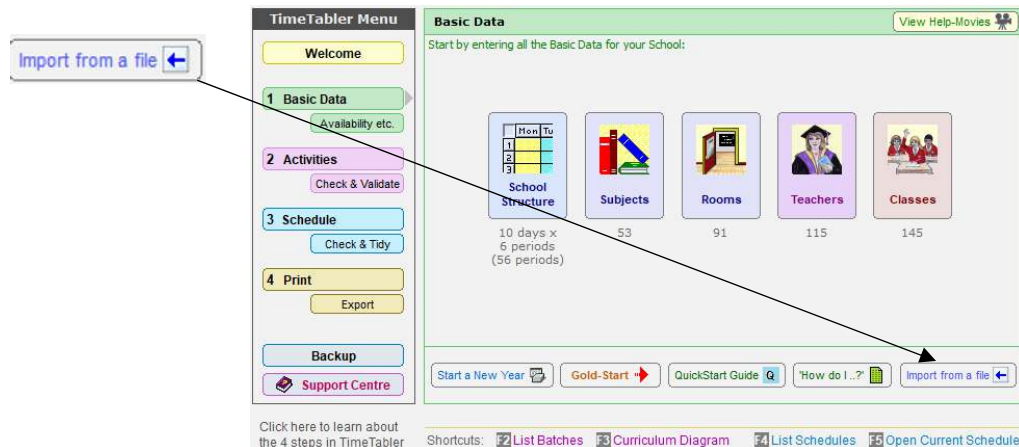 Import from a file
TimeTabler Menu
Welcome
1 Basic Data
Availability etc.
2 Activities
Check & Validate
3 Schedule
Check & Tidy
4 Print
Export
Backup
Support Centre
Click here to learn about
the 4 steps in TimeTabler
Basic Data
View Help-Movies
Start by entering all the Basic Data for your School:
Mon Tu
1
2
3
School
Structure
10 days x
6 periods
(56 periods)
Subjects
53
Rooms
91
Teachers
115
Classes
145
Start a New Year
Gold-Start
QuickStart Guide Q
'How do I ..?'
Import from a file
Shortcuts: F2 List Batches F3 Curriculum Diagram F4 List Schedules F5 Open Current Schedule